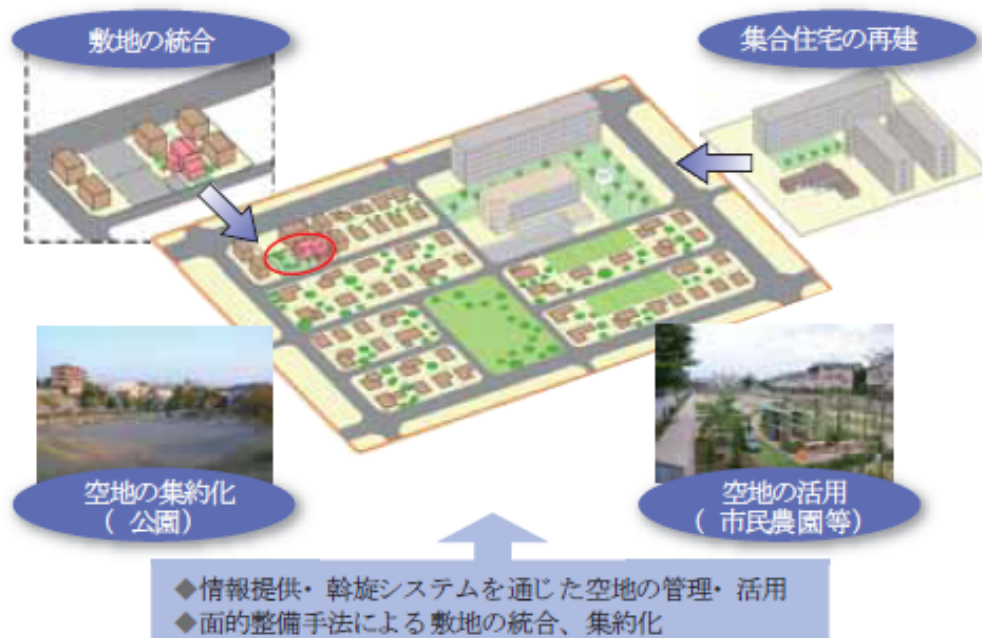 敷地の統合
集合住宅の再建
空地の集約化
（ 公園）
空地の活用
（ 市民農園等）
◆情報提供・斡旋システムを通じた空地の管理・活用
◆面的整備手法による敷地の統合、集約化